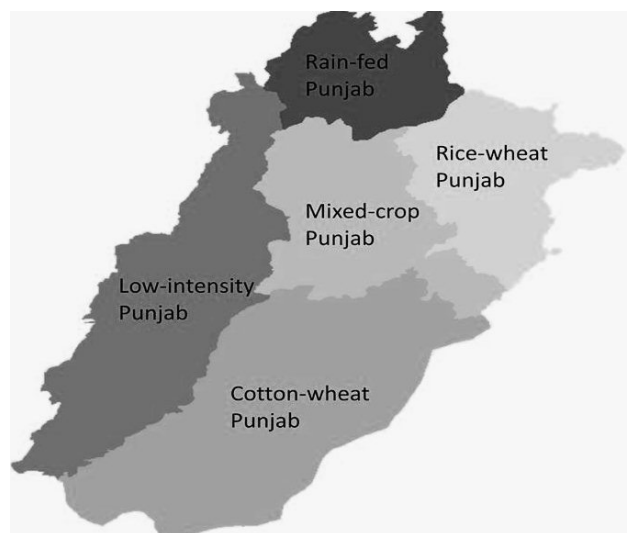 Rain-fed
Punjab
Rice-wheat
Punjab
Mixed-crop
Punjab
Low-intensity
Punjab
Cotton-wheat
Punjab